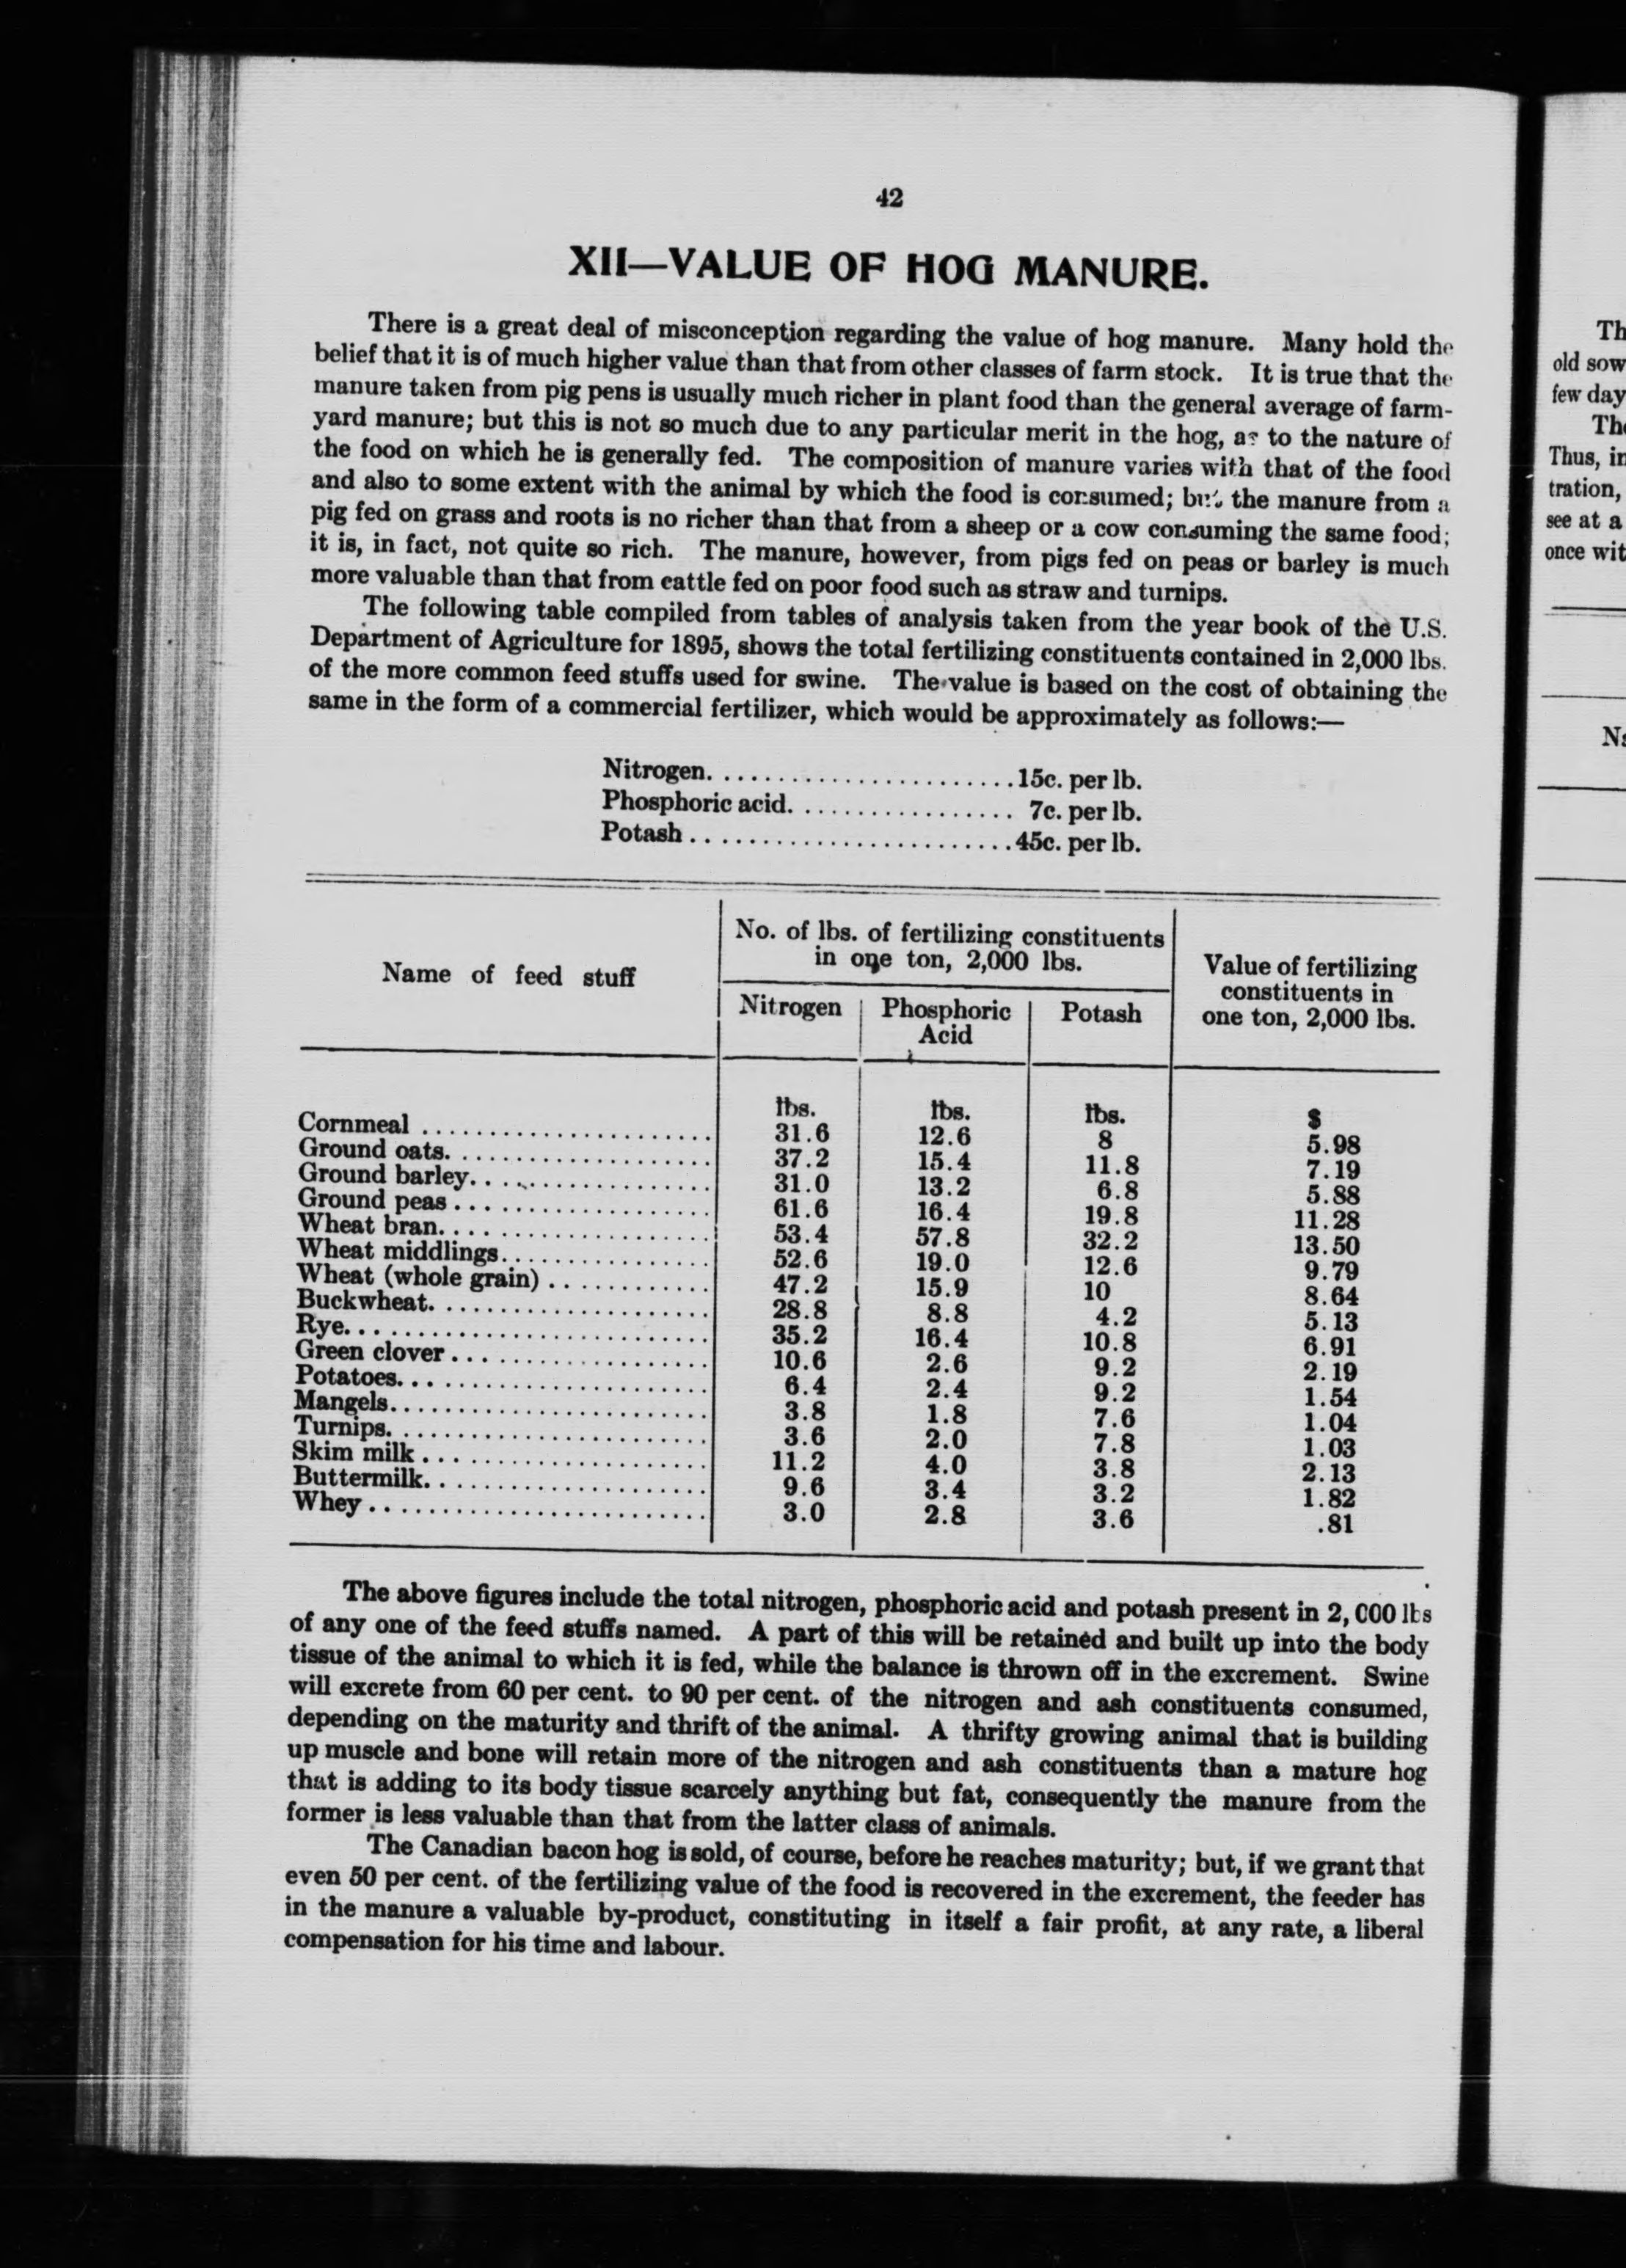 42
XII—VALUE OF HOG MANURE.
There is a great deal of misconception regarding the value of hog manure. Many hold the
belief that it is of much higher value than that from other classes of farm stock. It is true that the
manure taken from pig pens is usually much richer in plant food than the general average of farm-
yard manure; but this is not so much due to any particular merit in the hog, as to the nature of
the food on which he is generally fed. The composition of manure varies with that of the food
and also to some extent with the animal by which the food is consumed; but the manure from a
pig fed on grass and roots is no richer than that from a sheep or a cow consuming the same food;
it is, in fact, not quite so rich. The manure, however, from pigs fed on peas or barley is much
more valuable than that from cattle fed on poor food such as straw and turnips.
The following table compiled from tables of analysis taken from the year book of the U.S.
Department of Agriculture for 1895, shows the total fertilizing constituents contained in 2,000 lbs.
of the more common feed stuffs used for swine. The value is based on the cost of obtaining the
same in the form of a commercial fertilizer, which would be approximately as follows:—
Nitrogen. . . . . . . . . . . . . . . . . . . . . . . 15c. per lb.
Phosphoric acid. . . . . . . . . . . . . . . . . 7c. per lb.
Potash . . . . . . . . . . . . . . . . . . . . . . . . 45c. per lb.
Name of feed stuff
No. of lbs. of fertilizing constituents
in one ton, 2,000 lbs.
Value of fertilizing
constituents in
one ton, 2,000 lbs.
Nitrogen Phosphoric Acid Potash
lbs. lbs. lbs. $
Cornmeal . . . . . . 31.6 12.6 8 5.98
Ground oats. . . . . . 37.2 15.4 11.8 7.19
Ground barley. . . . . . 31.0 13.2 6.8 5.88
Ground peas . . . . . . 61.6 16.4 19.8 11.28
Wheat bran. . . . . . 53.4 57.8 32.2 13.50
Wheat middlings. . . . . . 52.6 19.0 12.6 9.79
Wheat (whole grain) . . . . . . 47.2 15.9 10 8.64
Buckwheat. . . . . . 28.8 8.8 4.2 5.13
Rye. . . . . . 35.2 16.4 10.8 6.91
Green clover . . . . . . 10.6 2.6 9.2 2.19
Potatoes. . . . . . 6.4 2.4 9.2 1.54
Mangels. . . . . . 3.8 1.8 7.6 1.04
Turnips. . . . . . 3.6 2.0 7.8 1.03
Skim milk . . . . . . 11.2 4.0 3.8 2.13
Buttermilk. . . . . . 9.6 3.4 3.2 1.82
Whey . . . . . . 3.0 2.8 3.6 .81
The above figures include the total nitrogen, phosphoric acid and potash present in 2,000 lbs
of any one of the feed stuffs named. A part of this will be retained and built up into the body
tissue of the animal to which it is fed, while the balance is thrown off in the excrement. Swine
will excrete from 60 per cent. to 90 per cent. of the nitrogen and ash constituents consumed,
depending on the maturity and thrift of the animal. A thrifty growing animal that is building
up muscle and bone will retain more of the nitrogen and ash constituents than a mature hog
that is adding to its body tissue scarcely anything but fat, consequently the manure from the
former is less valuable than that from the latter class of animals.
The Canadian bacon hog is sold, of course, before he reaches maturity; but, if we grant that
even 50 per cent. of the fertilizing value of the food is recovered in the excrement, the feeder has
in the manure a valuable by-product, constituting in itself a fair profit, at any rate, a liberal
compensation for his time and labour.
old sow
few day
Thus, in
tration,
see at a
once wit